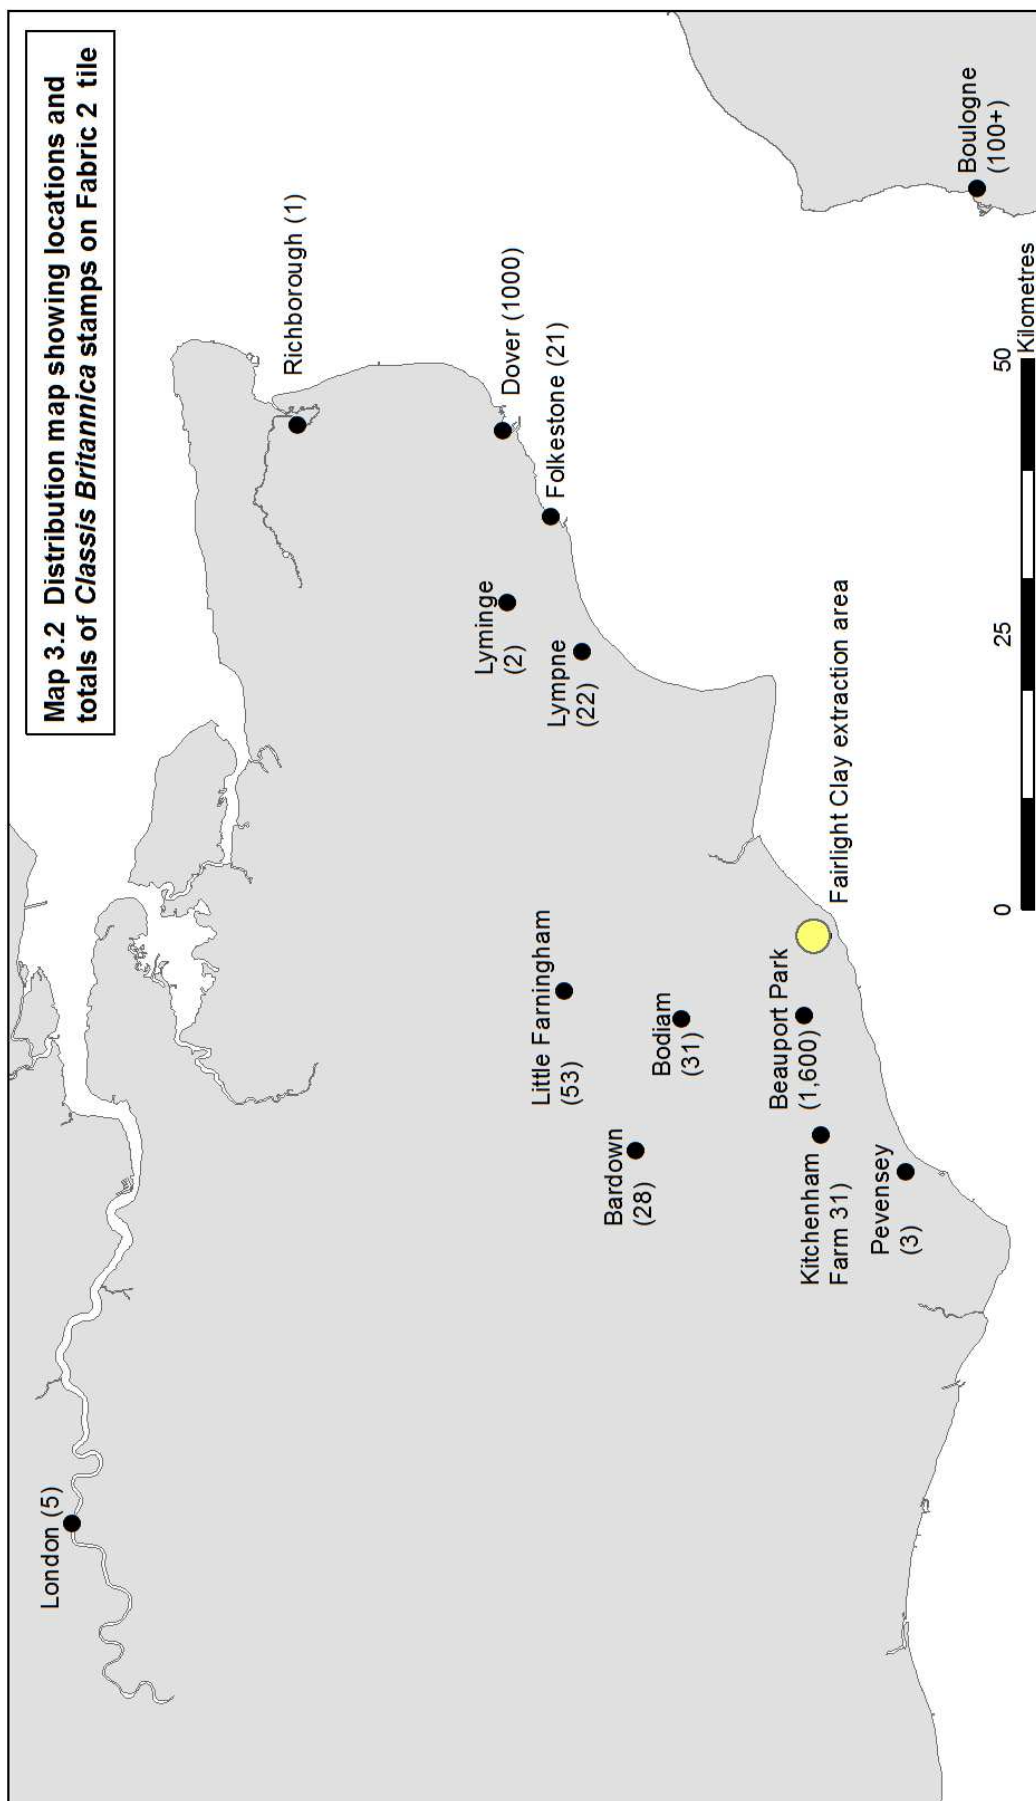 Map 3.2 Distribution map showing locations and
totals of Classis Britannica stamps on Fabric 2 tile
London (5)
Richborough (1)
Dover (1000)
Folkestone (21)
Lyminge
(2)
Lympne
(22)
Little Farningham
(53)
Bardown
(28)
Bodiam
(31)
Beauport Park
(1,600)
Kitchenham
Farm 31)
Pevensey
(3)
Fairlight Clay extraction area
Boulogne
(100+)
0 25 50
Kilometres